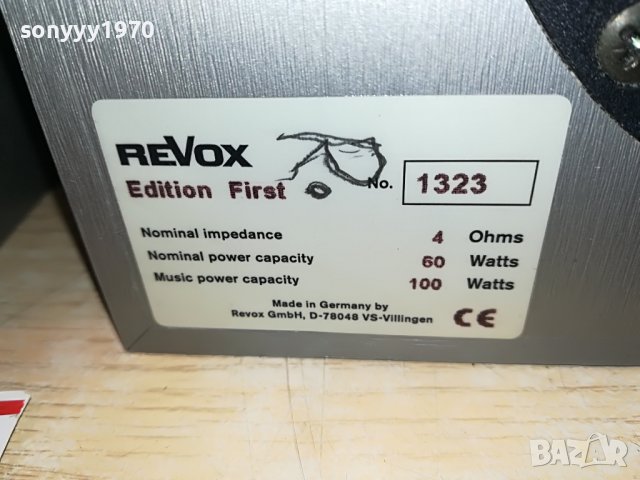 sonyyy1970
REVOX
Edition First
No. 1323
Nominal impedance 4 Ohms
Nominal power capacity 60 Watts
Music power capacity 100 Watts
Made in Germany by
Revox GmbH, D-78048 VS-Villingen
CE
BAZAR